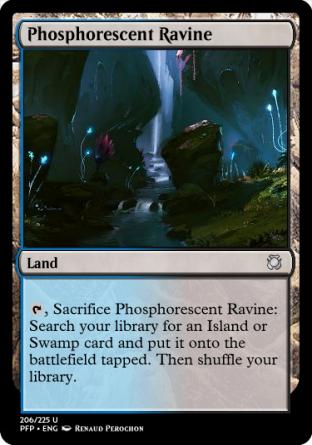 Phosphorescent Ravine
Land
, Sacrifice Phosphorescent Ravine:
Search your library for an Island or
Swamp card and put it onto the
battlefield tapped. Then shuffle your
library.
206/225 U
PFP • ENG Renaud Perochon